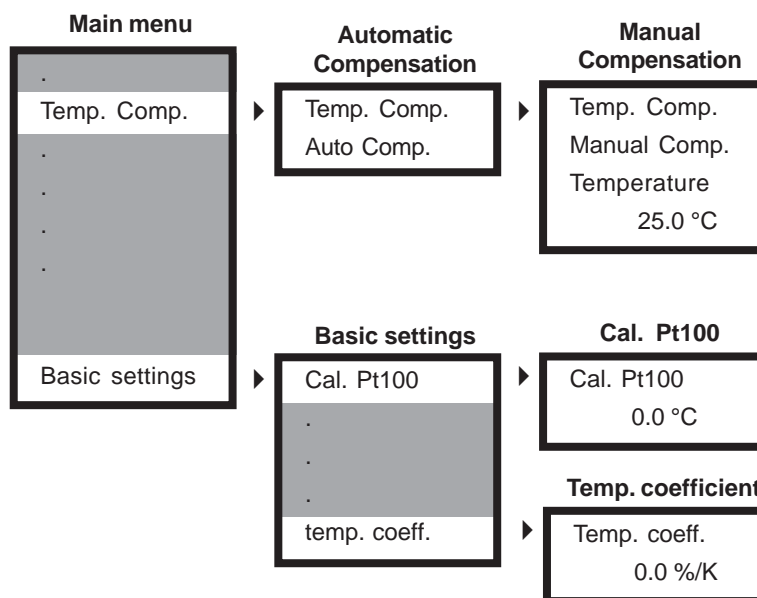 Main menu
.
Temp. Comp.
.
.
.
.
Basic settings
Automatic
Compensation
Temp. Comp.
Auto Comp.
Manual
Compensation
Temp. Comp.
Manual Comp.
Temperature
25.0 °C
Basic settings
Cal. Pt100
.
.
.
temp. coeff.
Cal. Pt100
Cal. Pt100
0.0 °C
Temp. coefficient
Temp. coeff.
0.0 %/K